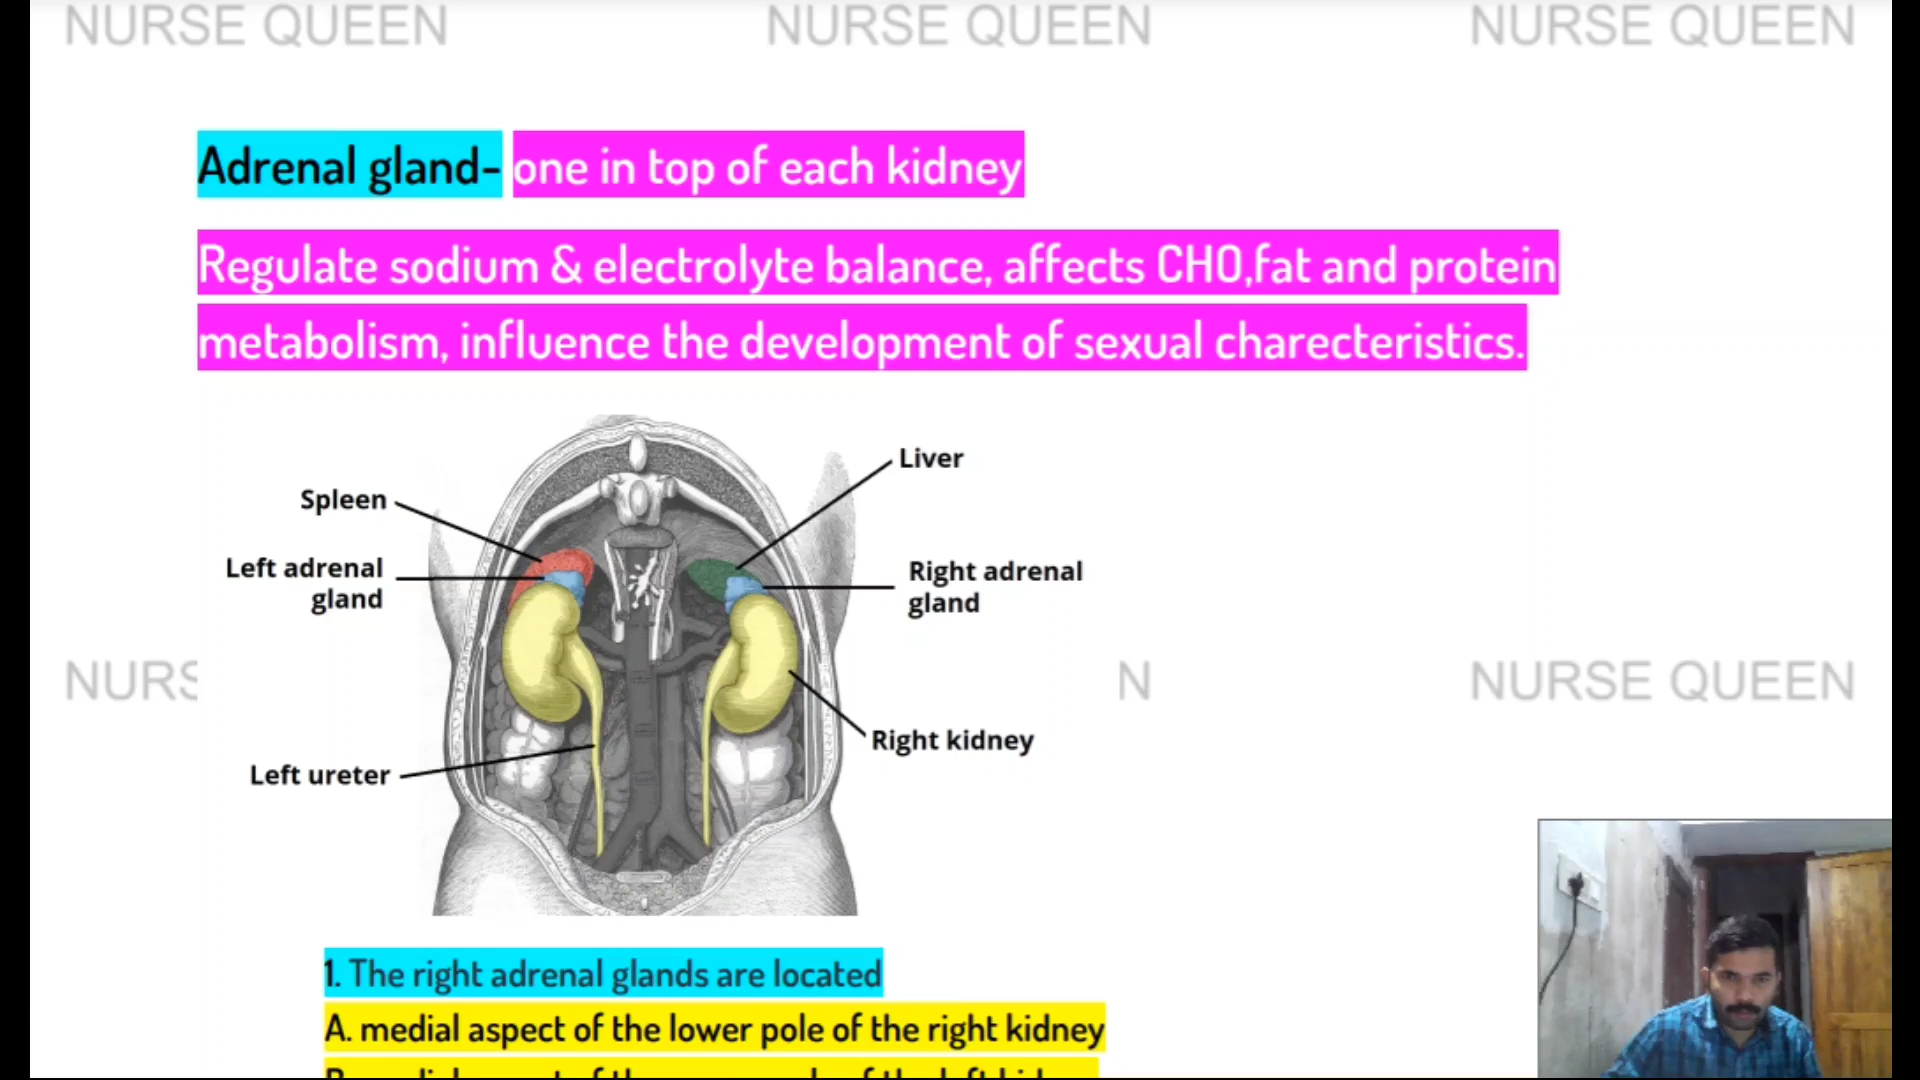 NURSE QUEEN NURSE QUEEN NURSE QUEEN
Adrenal gland- one in top of each kidney
Regulate sodium & electrolyte balance, affects CHO,fat and protein
metabolism, influence the development of sexual charecteristics.
Liver
Spleen
Left adrenal
gland
Right adrenal
gland
NURS N NURSE QUEEN
Right kidney
Left ureter
1. The right adrenal glands are located
A. medial aspect of the lower pole of the right kidney